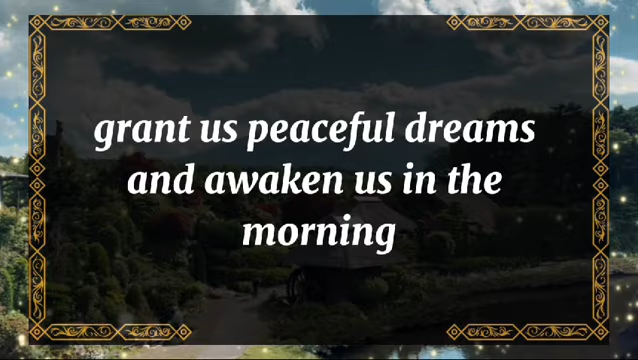 grant us peaceful dreams
and awaken us in the
morning